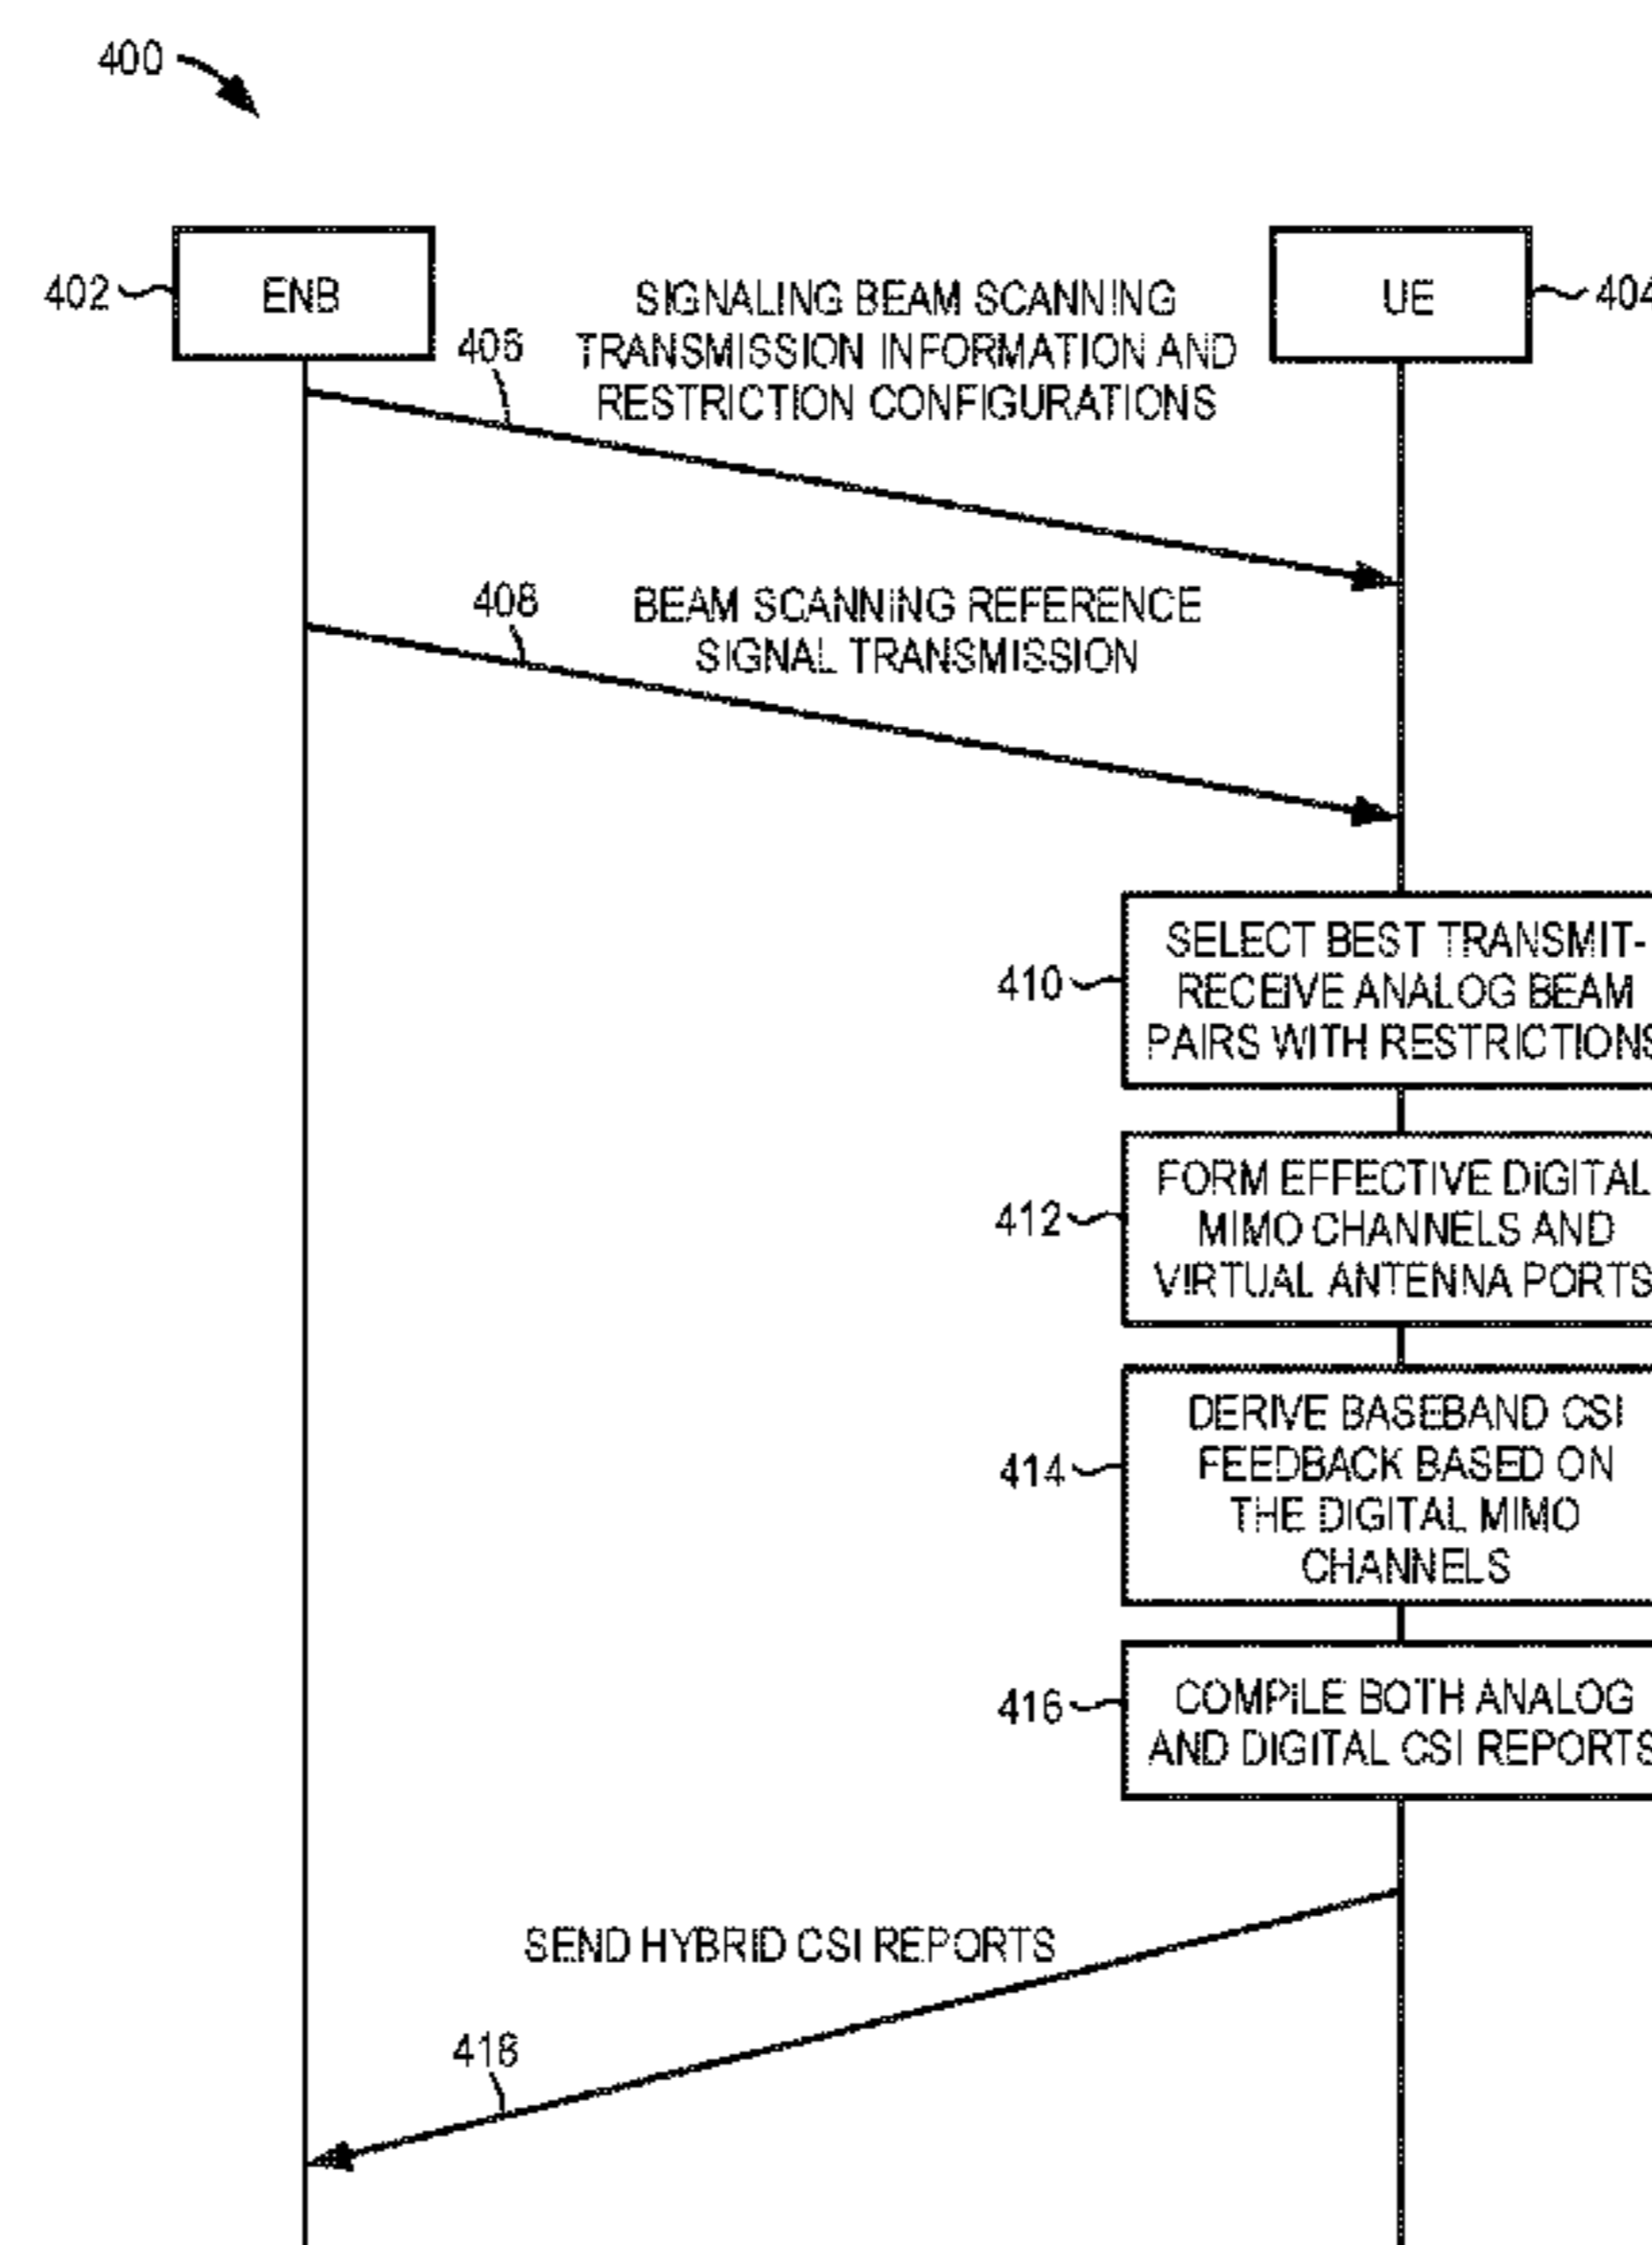 400
402
ENB
UE
404
406
SIGNALING BEAM SCANNING
TRANSMISSION INFORMATION AND
RESTRICTION CONFIGURATIONS
408
BEAM SCANNING REFERENCE
SIGNAL TRANSMISSION
410
SELECT BEST TRANSMIT-
RECEIVE ANALOG BEAM
PAIRS WITH RESTRICTIONS
412
FORM EFFECTIVE DIGITAL
MIMO CHANNELS AND
VIRTUAL ANTENNA PORTS
414
DERIVE BASEBAND CSI
FEEDBACK BASED ON
THE DIGITAL MIMO
CHANNELS
416
COMPILE BOTH ANALOG
AND DIGITAL CSI REPORTS
SEND HYBRID CSI REPORTS
418